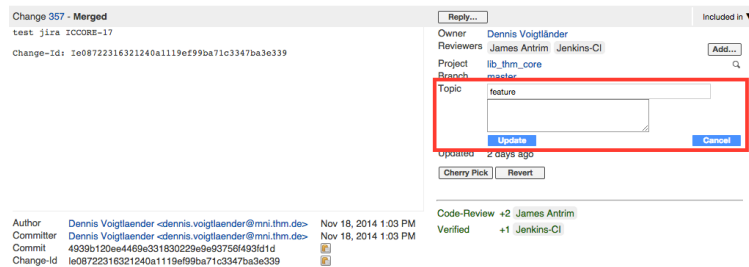 Change 357 - Merged
Reply...
Included in
test jira ICCORE-17
Change-Id: Ie08722316321240a1119ef99ba71c3347ba3e339
Owner Dennis Voigtländer
Reviewers James Antrim Jenkins-CI
Add...
Project lib_thm_core
Branch master
Topic feature
Update Cancel
Updated 2 days ago
Cherry Pick Revert
Code-Review +2 James Antrim
Verified +1 Jenkins-CI
Author Dennis Voigtlaender <dennis.voigtlaender@mni.thm.de> Nov 18, 2014 1:03 PM
Committer Dennis Voigtlaender <dennis.voigtlaender@mni.thm.de> Nov 18, 2014 1:03 PM
Commit 4939b120ee4469e331830229e9e93756f493fd1d
Change-Id Ie08722316321240a1119ef99ba71c3347ba3e339